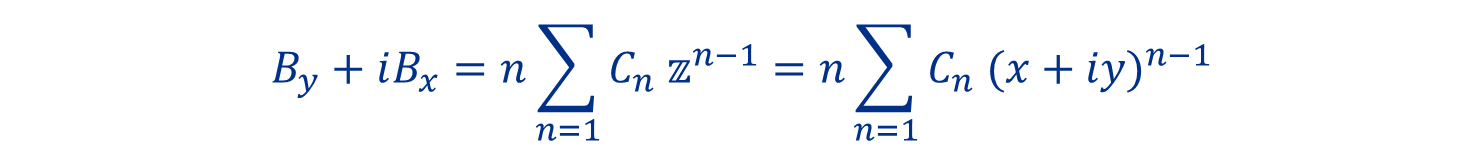 B_y + iB_x = n ∑_{n=1} C_n 𝕫^{n−1} = n ∑_{n=1} C_n (x + iy)^{n−1}